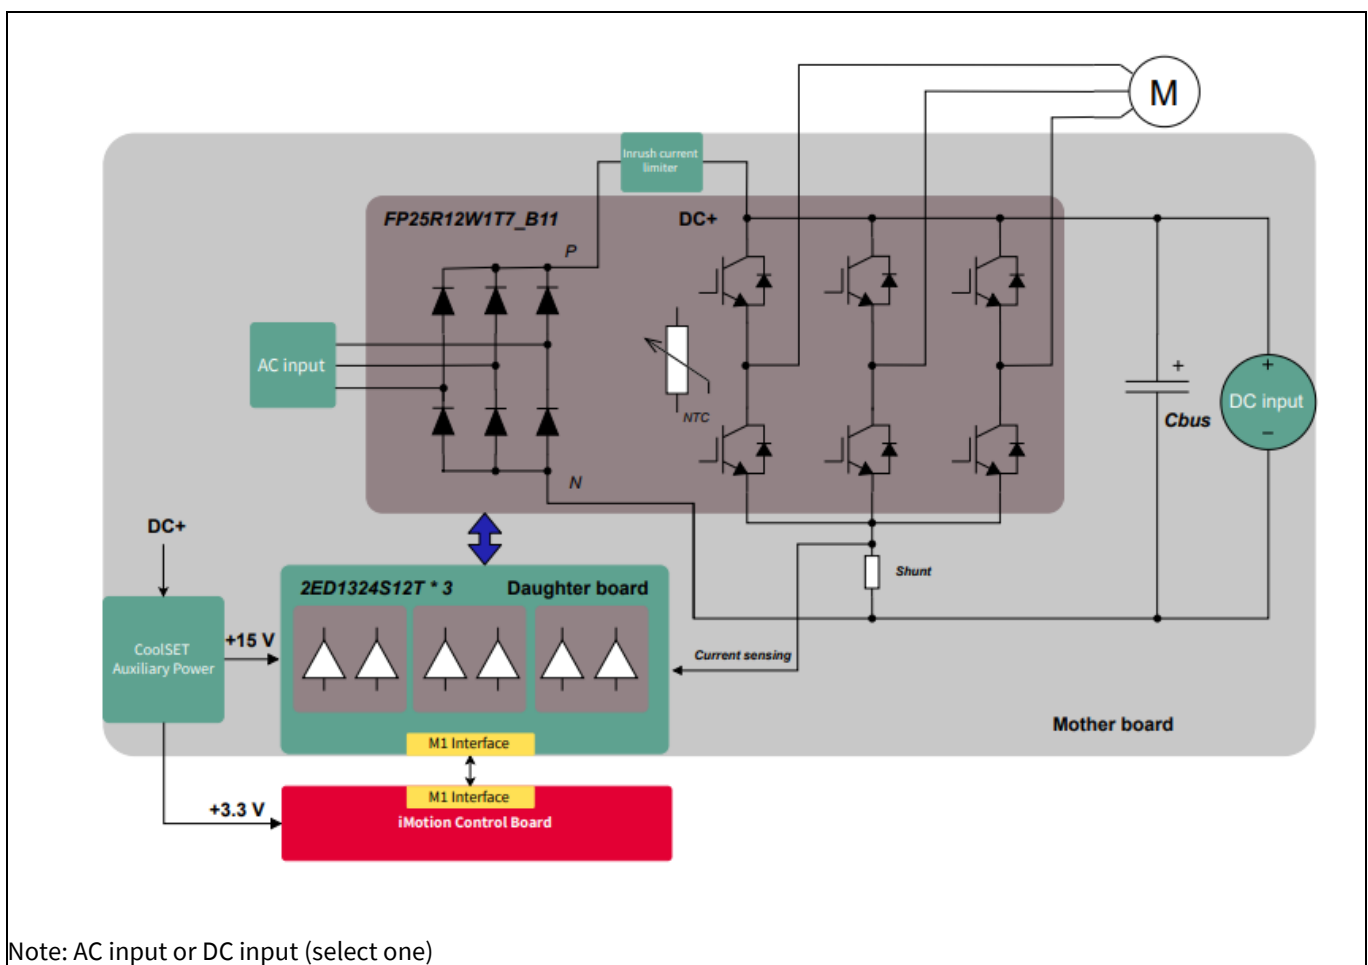 M
Inrush current
limiter
FP25R12W1T7_B11
DC+
P
AC input
NTC
+
Cbus
+
DC input
–
N
DC+
Shunt
2ED1324S12T * 3
Daughter board
CoolSET
Auxiliary Power
+15 V
Current sensing
Mother board
M1 Interface
M1 Interface
+3.3 V
iMotion Control Board
Note: AC input or DC input (select one)